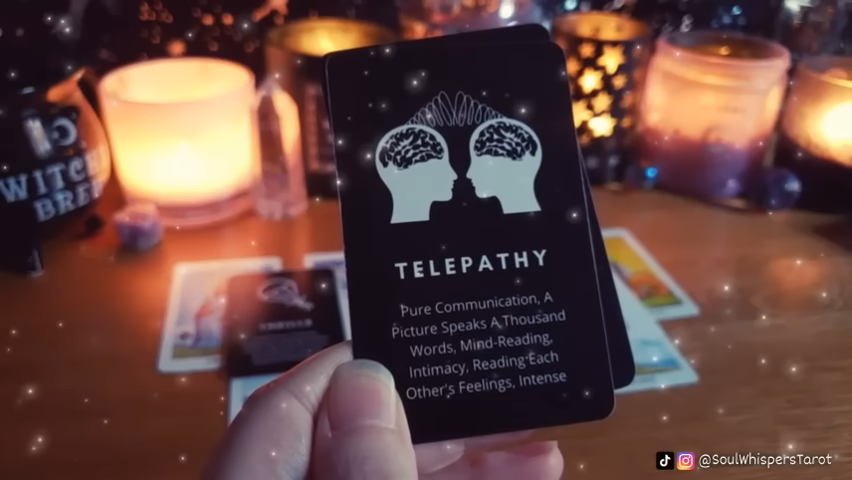 WITCH
BREW
TELEPATHY
Pure Communication, A
Picture Speaks A Thousand
Words, Mind-Reading,
Intimacy, Reading Each
Other's Feelings, Intense
@SoulWhispersTarot